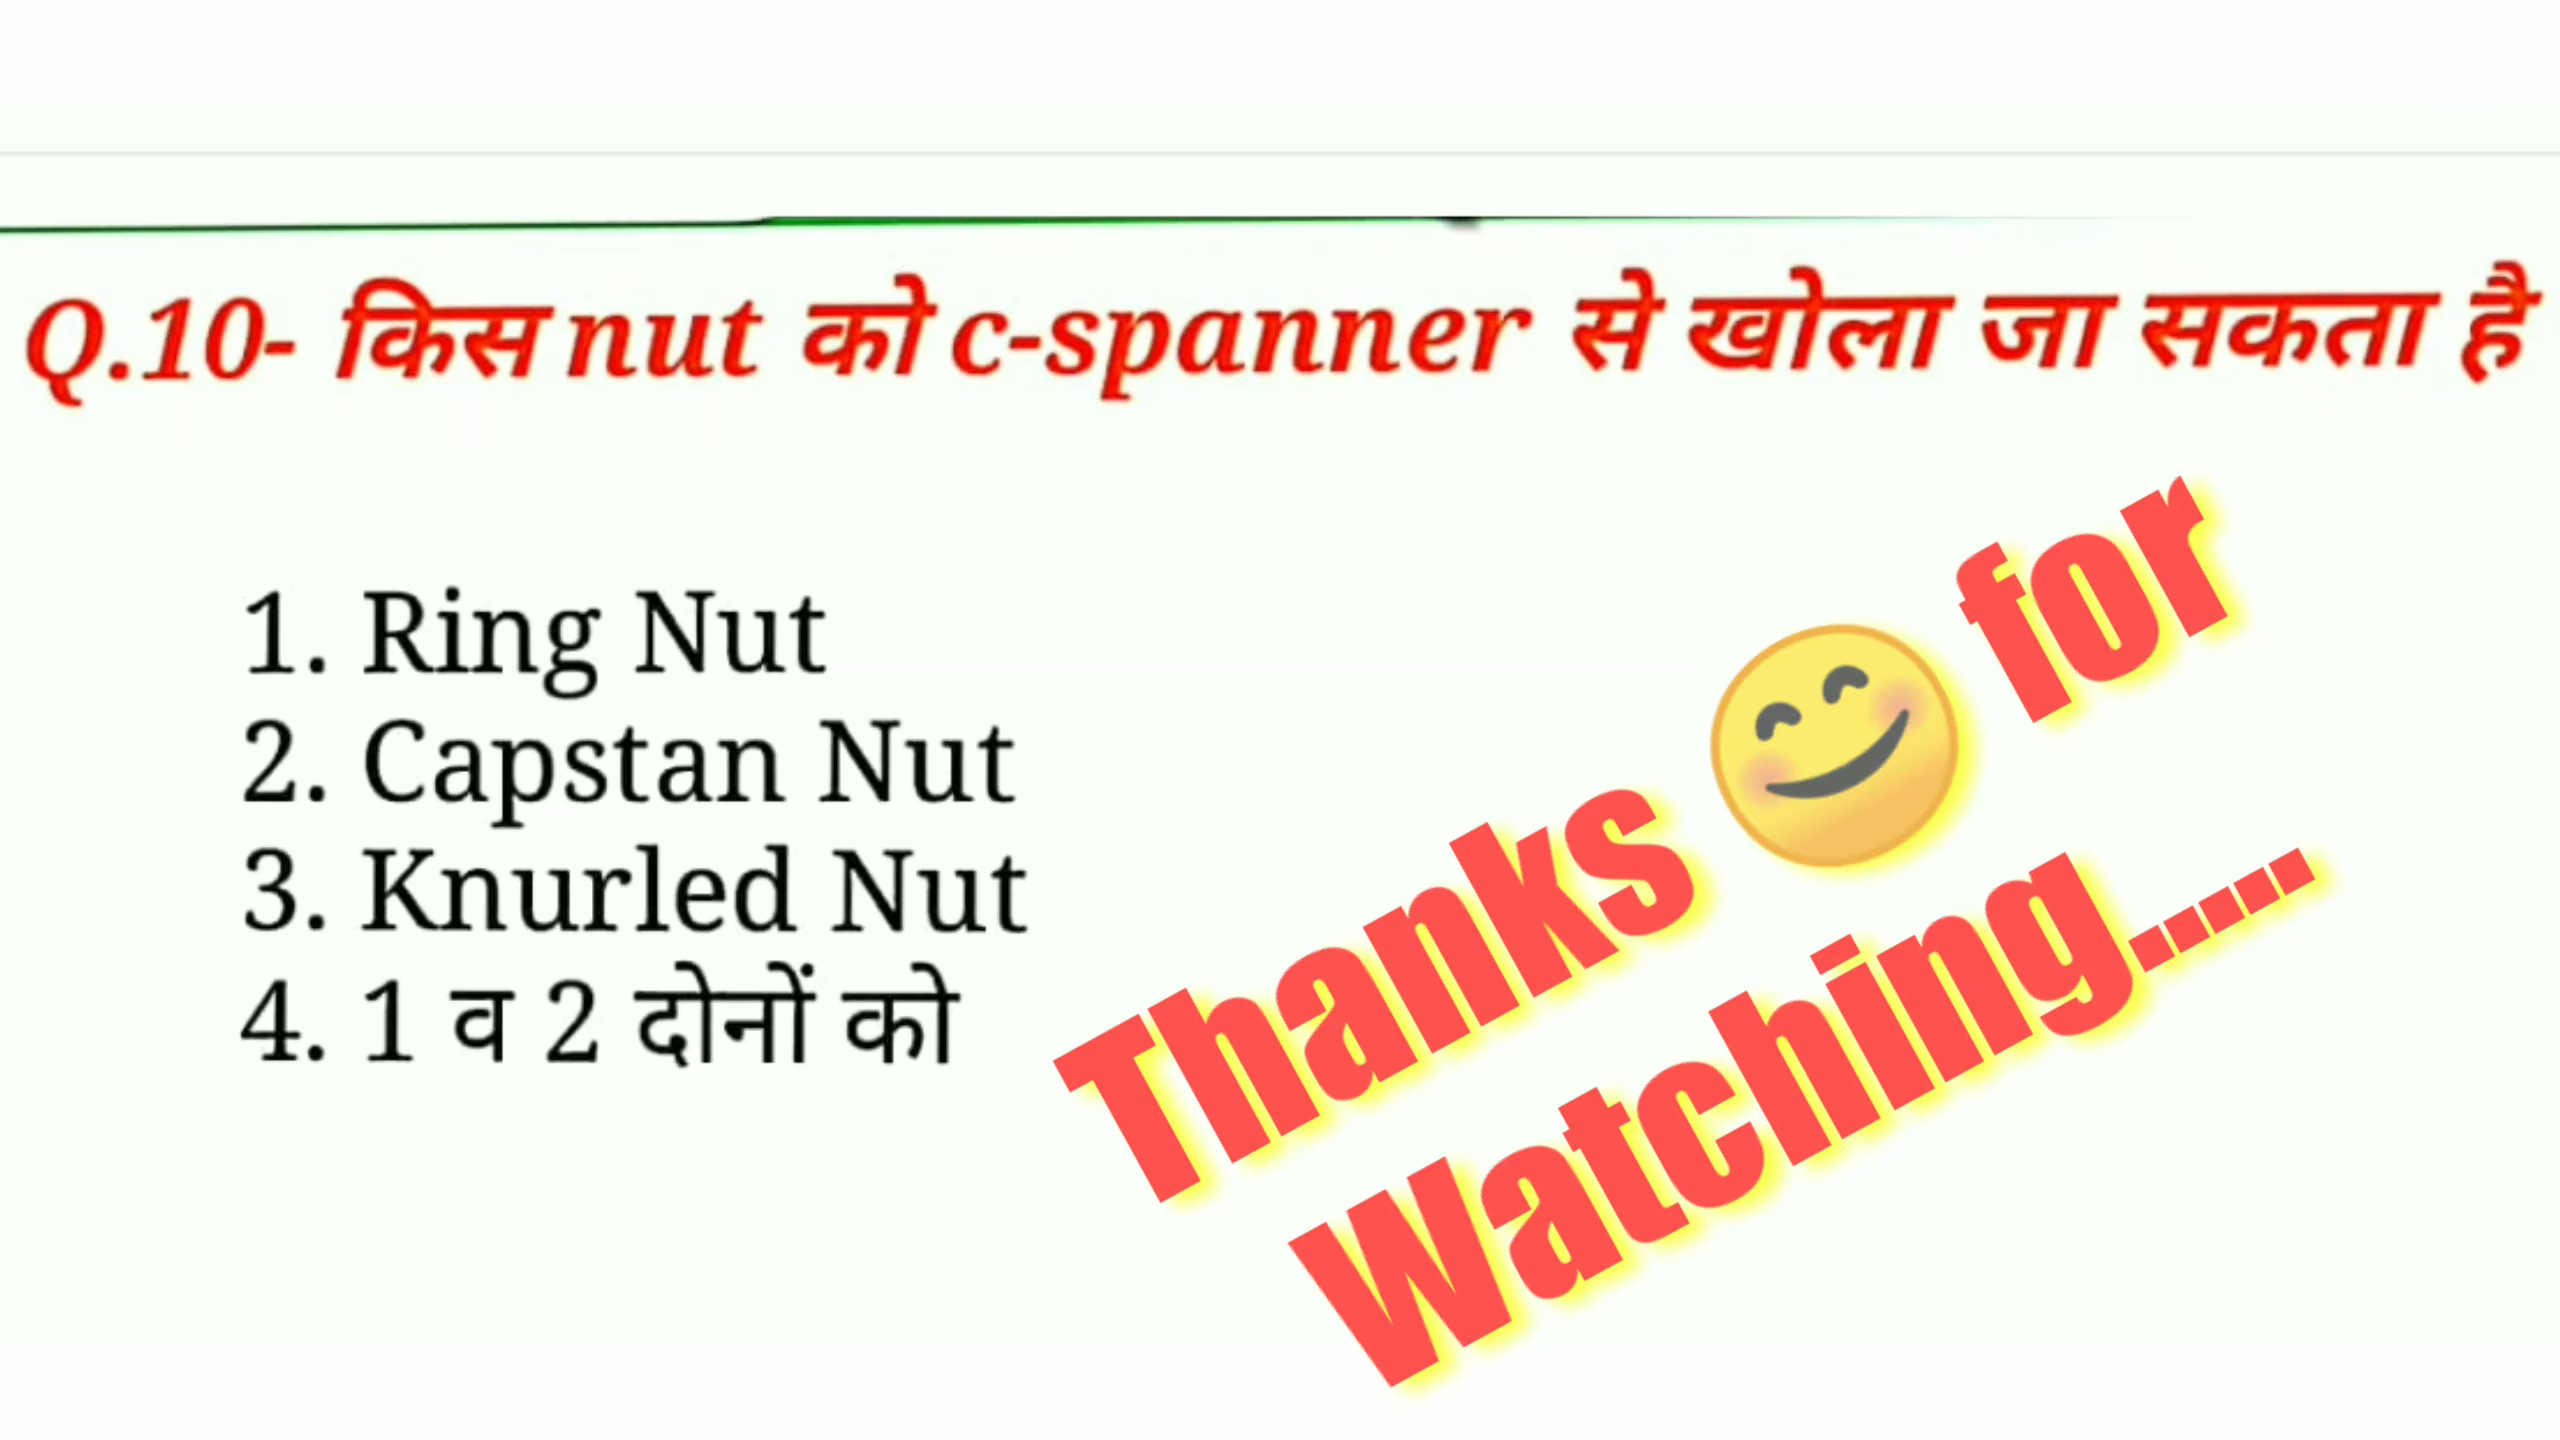 Q.10- किस nut को c-spanner से खोला जा सकता है
1. Ring Nut
2. Capstan Nut
3. Knurled Nut
4. 1 व 2 दोनों को
Thanks 😊 for
Watching.....